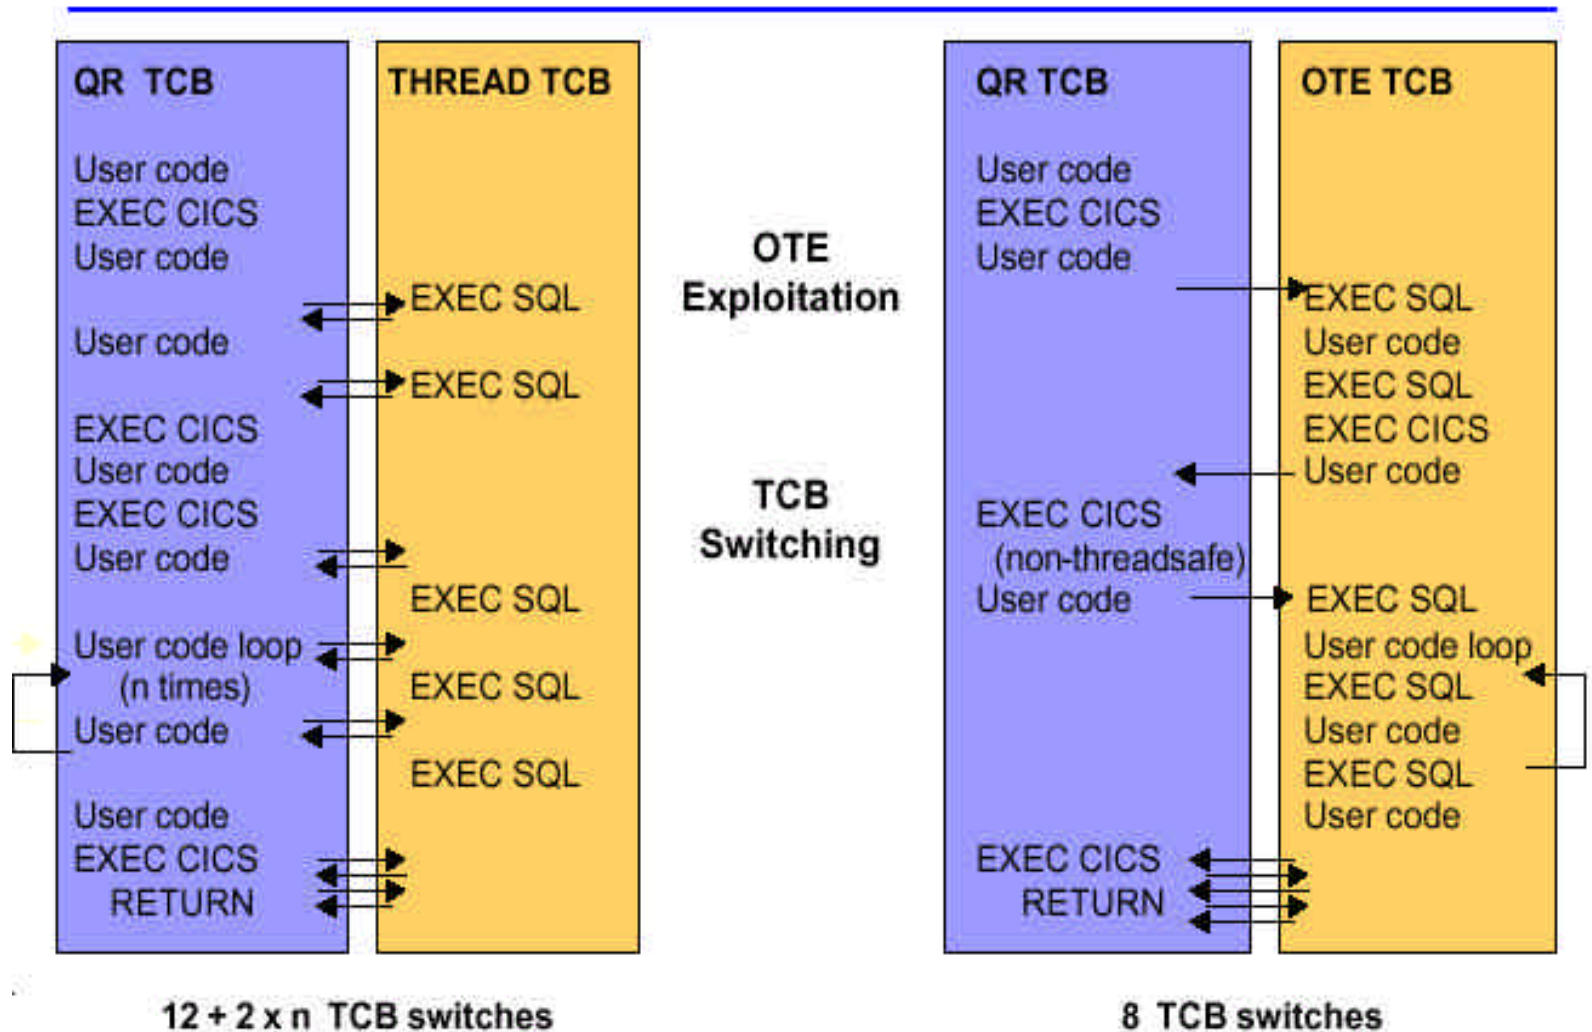 QR TCB
User code
EXEC CICS
User code
User code
EXEC CICS
User code
EXEC CICS
User code
User code loop
(n times)
User code
User code
EXEC CICS
RETURN
THREAD TCB
EXEC SQL
EXEC SQL
EXEC SQL
EXEC SQL
EXEC SQL
12 + 2 x n TCB switches
OTE
Exploitation
TCB
Switching
QR TCB
User code
EXEC CICS
User code
EXEC CICS
(non-threadsafe)
User code
EXEC CICS
RETURN
OTE TCB
EXEC SQL
User code
EXEC SQL
EXEC CICS
User code
EXEC SQL
User code loop
EXEC SQL
User code
EXEC SQL
User code
8 TCB switches